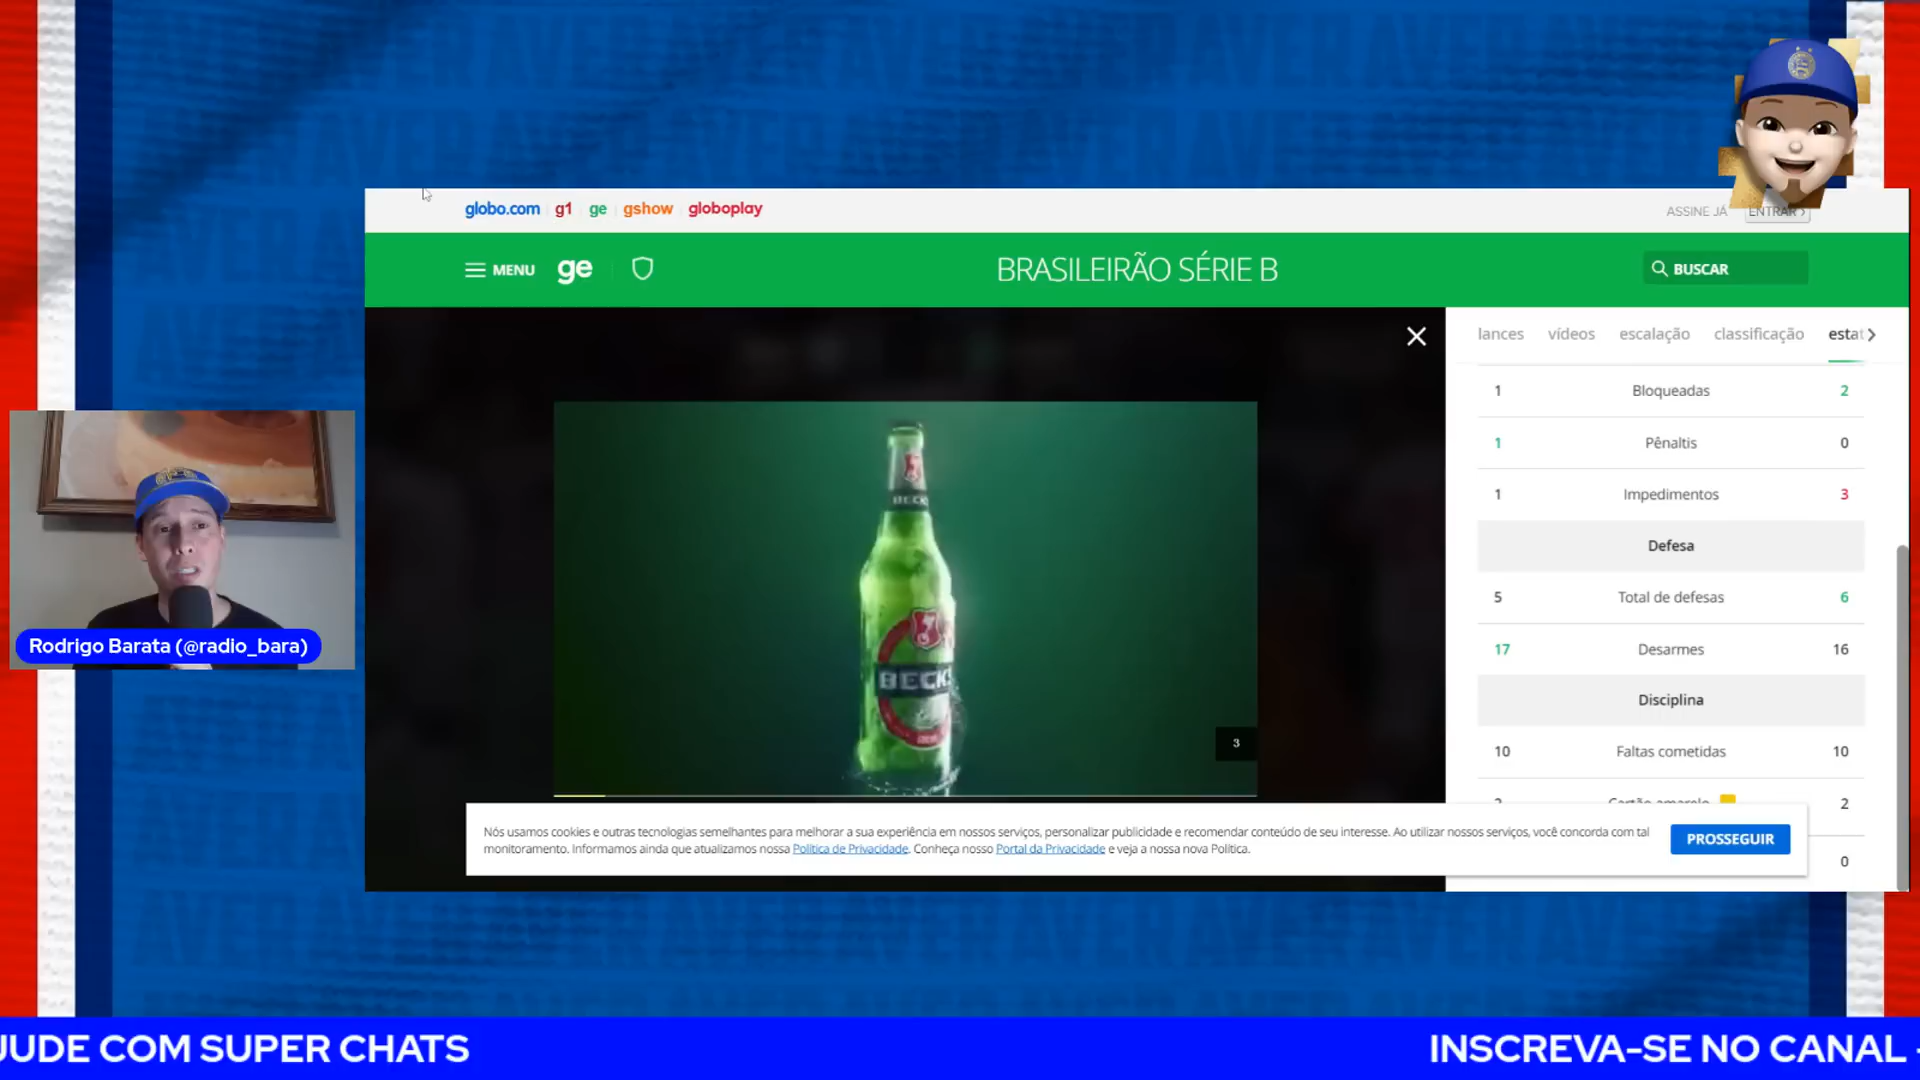 globo.com g1 ge gshow globoplay
ASSINE JÁ ENTRAR ›
MENU ge BRASILEIRÃO SÉRIE B BUSCAR
lances vídeos escalação classificação estat
1 Bloqueadas 2
1 Pênaltis 0
1 Impedimentos 3
Defesa
5 Total de defesas 6
17 Desarmes 16
Disciplina
10 Faltas cometidas 10
2 Cartão amarelo 2
0
BECK'S
BECK'S
3
Rodrigo Barata (@radio_bara)
Nós usamos cookies e outras tecnologias semelhantes para melhorar a sua experiência em nossos serviços, personalizar publicidade e recomendar conteúdo de seu interesse. Ao utilizar nossos serviços, você concorda com tal
monitoramento. Informamos ainda que atualizamos nossa Política de Privacidade. Conheça nosso Portal da Privacidade e veja a nossa nova Política.
PROSSEGUIR
JUDE COM SUPER CHATS
INSCREVA-SE NO CANAL -